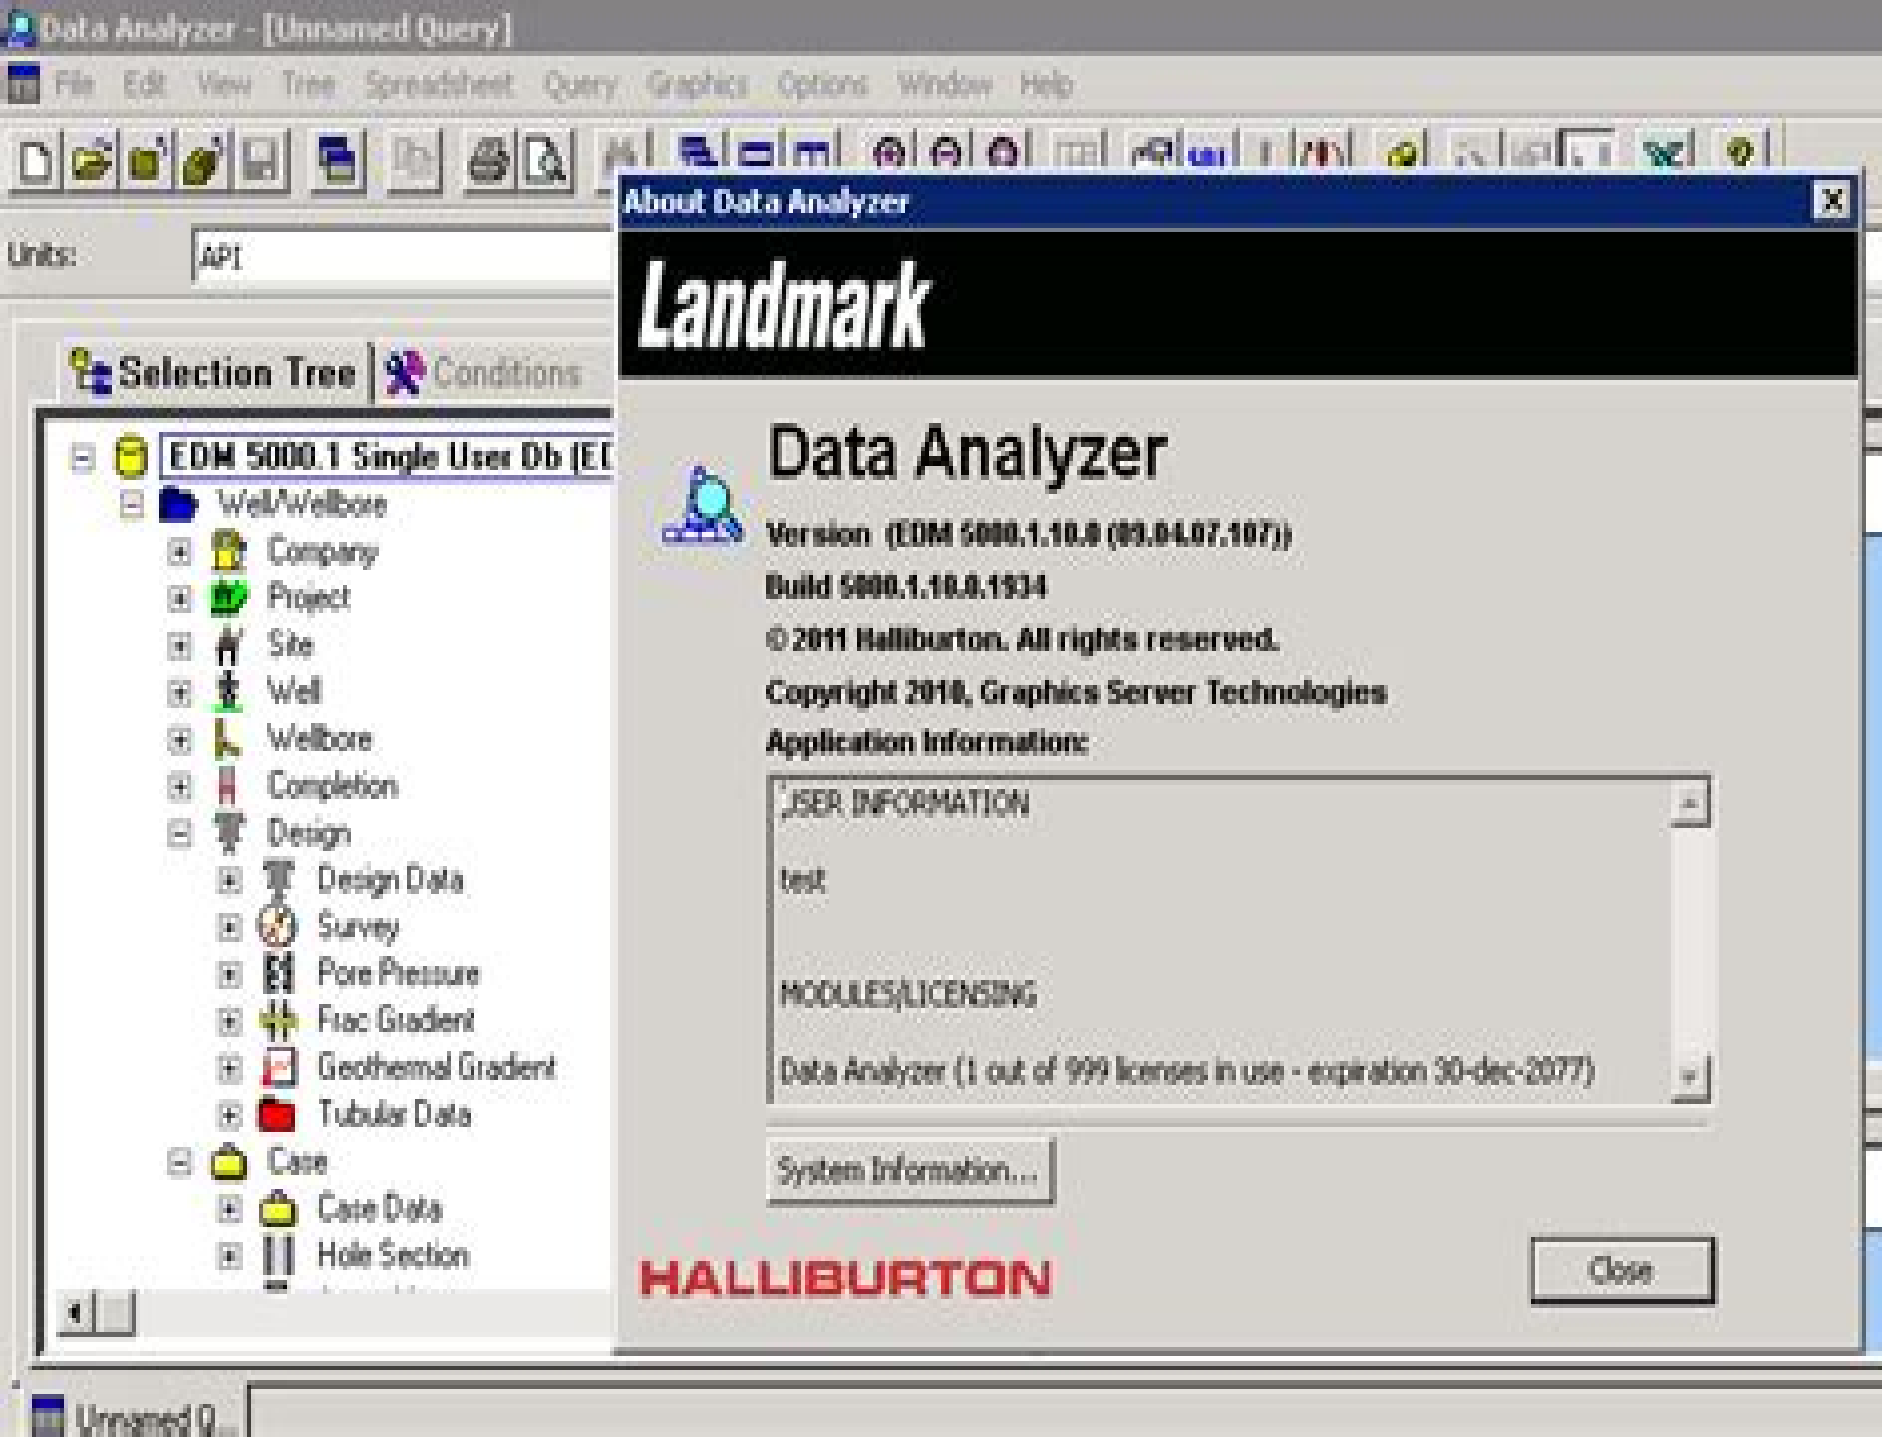 Data Analyzer - [Unnamed Query]
File Edit View Tree Spreadsheet Query Graphics Options Window Help
Units: API
About Data Analyzer
Landmark
Selection Tree Conditions
EDM 5000.1 Single User Db (ED
Well/Wellbore
Company
Project
Site
Well
Wellbore
Completion
Design
Design Data
Survey
Pore Pressure
Frac Gradient
Geothermal Gradient
Tubular Data
Case
Case Data
Hole Section
Data Analyzer
Version (EDM 5000.1.10.0 (09.04.07.107))
Build 5000.1.10.0.1934
© 2011 Halliburton. All rights reserved.
Copyright 2010, Graphics Server Technologies
Application Information:
USER INFORMATION
test
MODULES/LICENSING
Data Analyzer (1 out of 999 licenses in use - expiration 30-dec-2077)
System Information...
HALLIBURTON
Close
Unnamed Q...